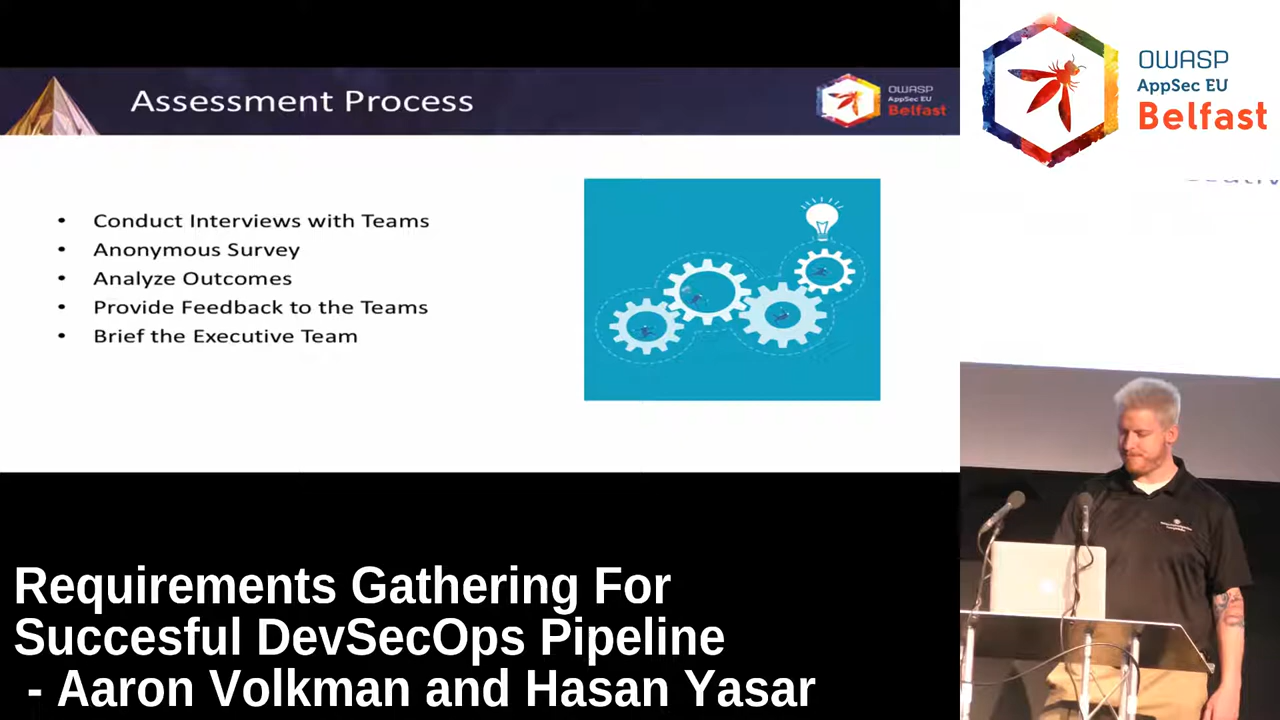 Assessment Process
OWASP
AppSec EU
Belfast
• Conduct Interviews with Teams
• Anonymous Survey
• Analyze Outcomes
• Provide Feedback to the Teams
• Brief the Executive Team
OWASP
AppSec EU
Belfast
Requirements Gathering For
Succesful DevSecOps Pipeline
- Aaron Volkman and Hasan Yasar